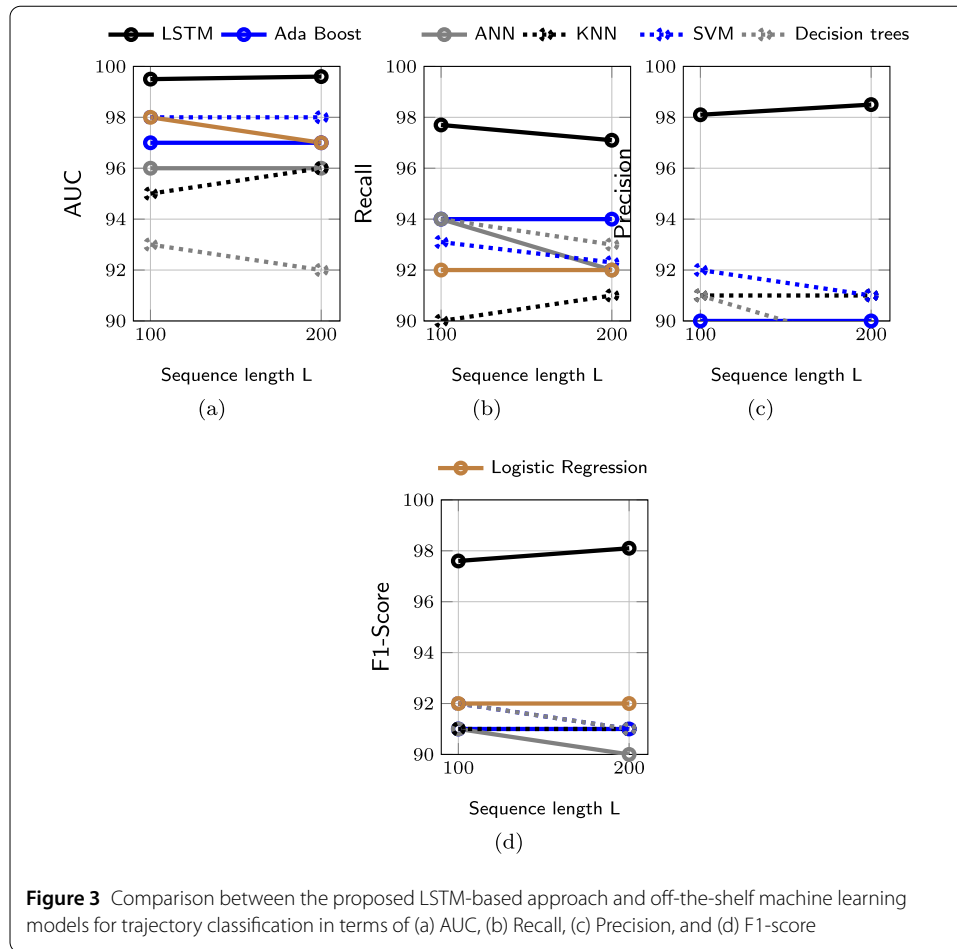 LSTM Ada Boost ANN KNN SVM Decision trees
100
98
96
94
92
90
AUC
100 200
Sequence length L
(a)
100
98
96
94
92
90
Recall
100 200
Sequence length L
(b)
100
98
96
94
92
90
Precision
100 200
Sequence length L
(c)
Logistic Regression
100
98
96
94
92
90
F1-Score
100 200
Sequence length L
(d)
Figure 3 Comparison between the proposed LSTM-based approach and off-the-shelf machine learning
models for trajectory classification in terms of (a) AUC, (b) Recall, (c) Precision, and (d) F1-score